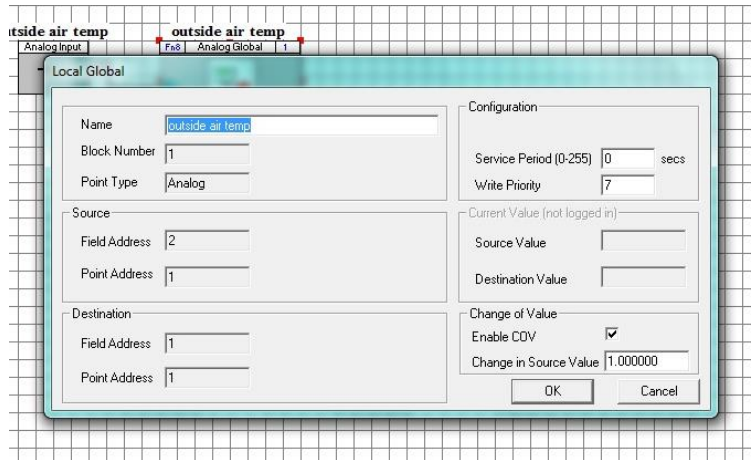 tside air temp
outside air temp
Analog Input
Fn8 Analog Global 1
Local Global
Name outside air temp
Block Number 1
Point Type Analog
Source
Field Address 2
Point Address 1
Destination
Field Address 1
Point Address 1
Configuration
Service Period (0-255) 0 secs
Write Priority 7
Current Value (not logged in)
Source Value
Destination Value
Change of Value
Enable COV
Change in Source Value 1.000000
OK Cancel